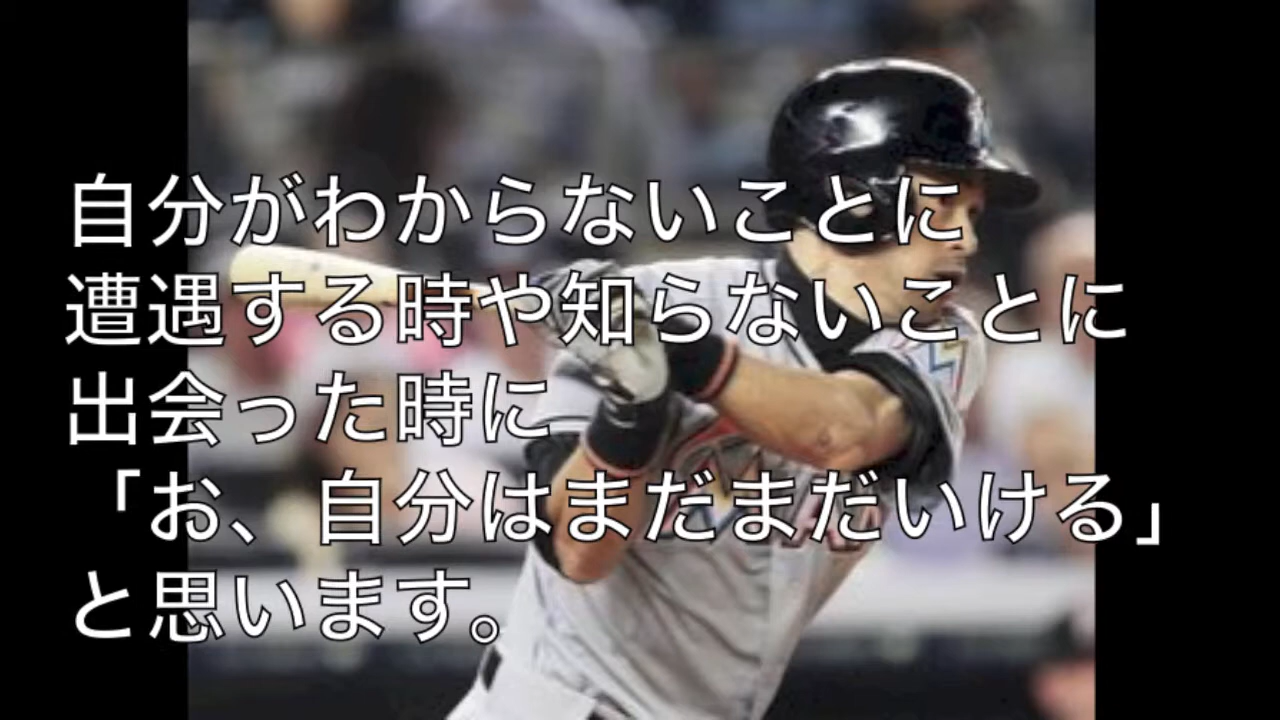 自分がわからないことに
遭遇する時や知らないことに
出会った時に
「お、自分はまだまだいける」
と思います。